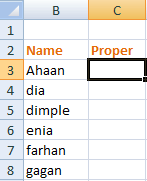 B C
1
2 Name Proper
3 Ahaan
4 dia
5 dimple
6 enia
7 farhan
8 gagan